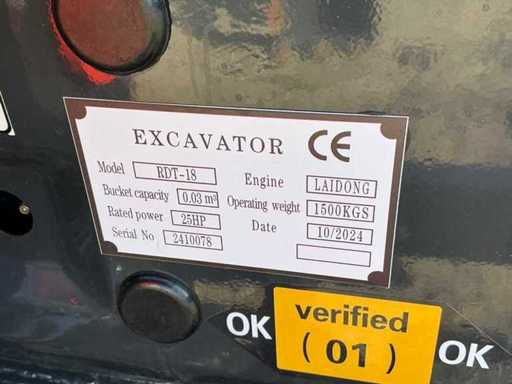 EXCAVATOR CE
Model RDT-18
Bucket capacity 0.03 m³
Rated power 25HP
Serial No 2410078
Engine LAIDONG
Operating weight 1500KGS
Date 10/2024
OK verified OK
(01)